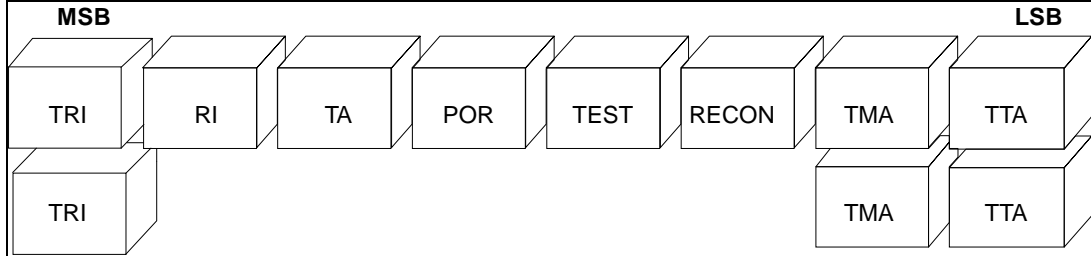 MSB LSB
TRI RI TA POR TEST RECON TMA TTA
TRI TMA TTA